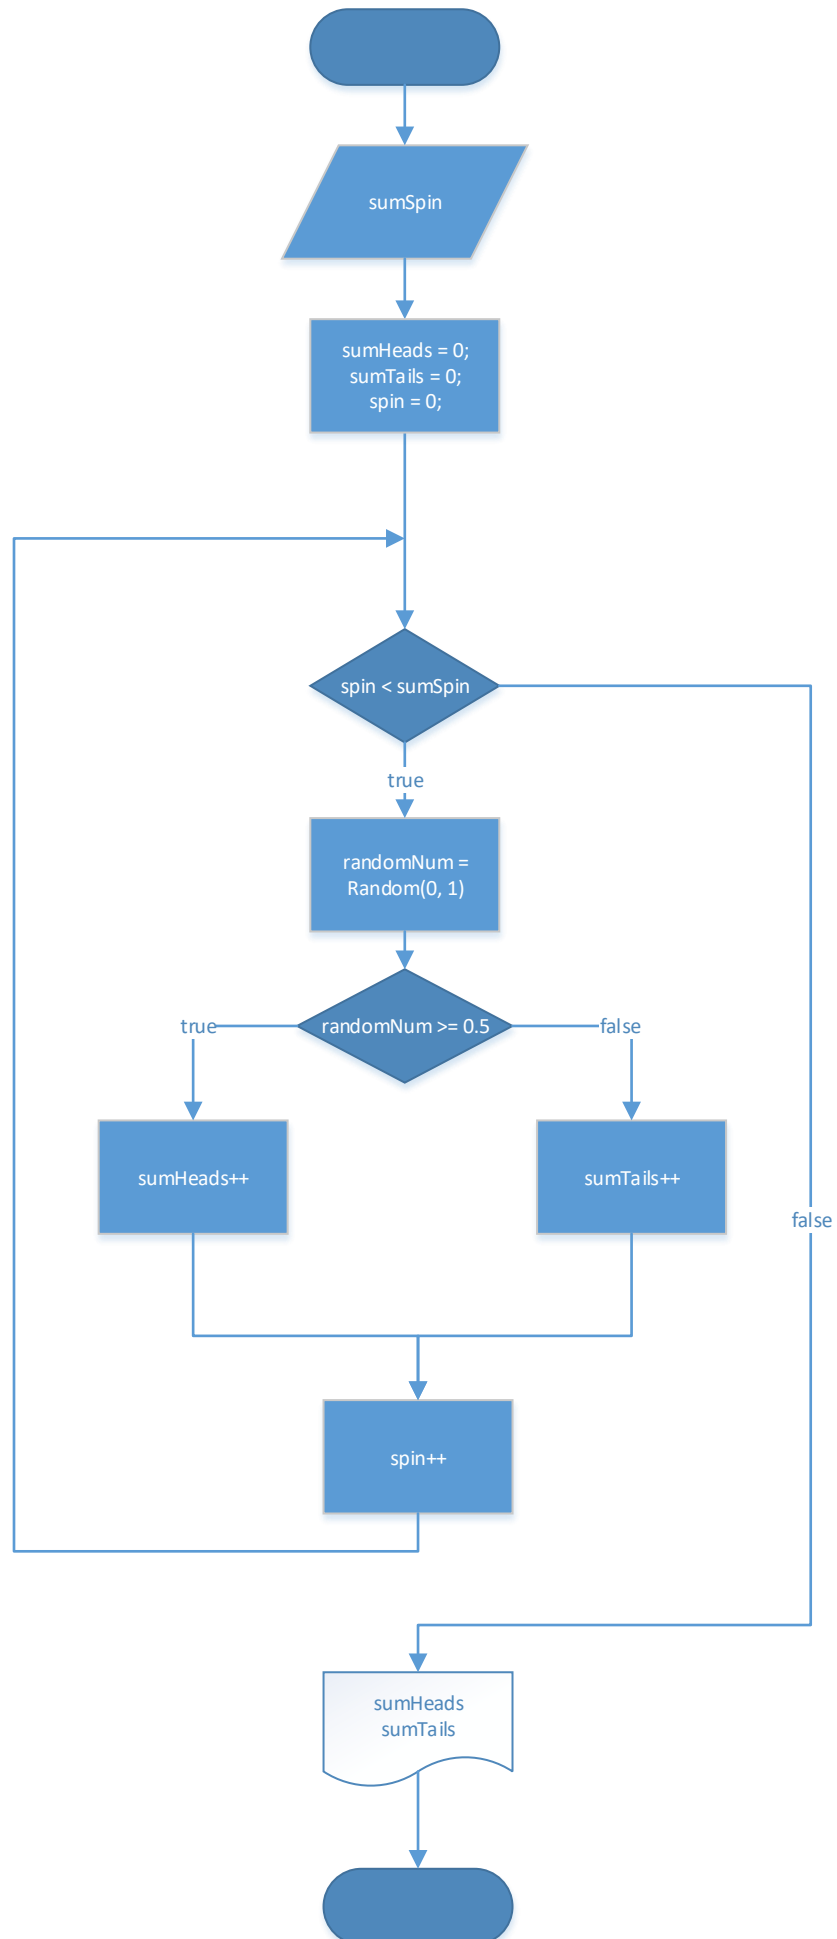 sumSpin
sumHeads = 0;
sumTails = 0;
spin = 0;
spin < sumSpin
true
randomNum =
Random(0, 1)
true
randomNum >= 0.5
false
sumHeads++
sumTails++
false
spin++
sumHeads
sumTails